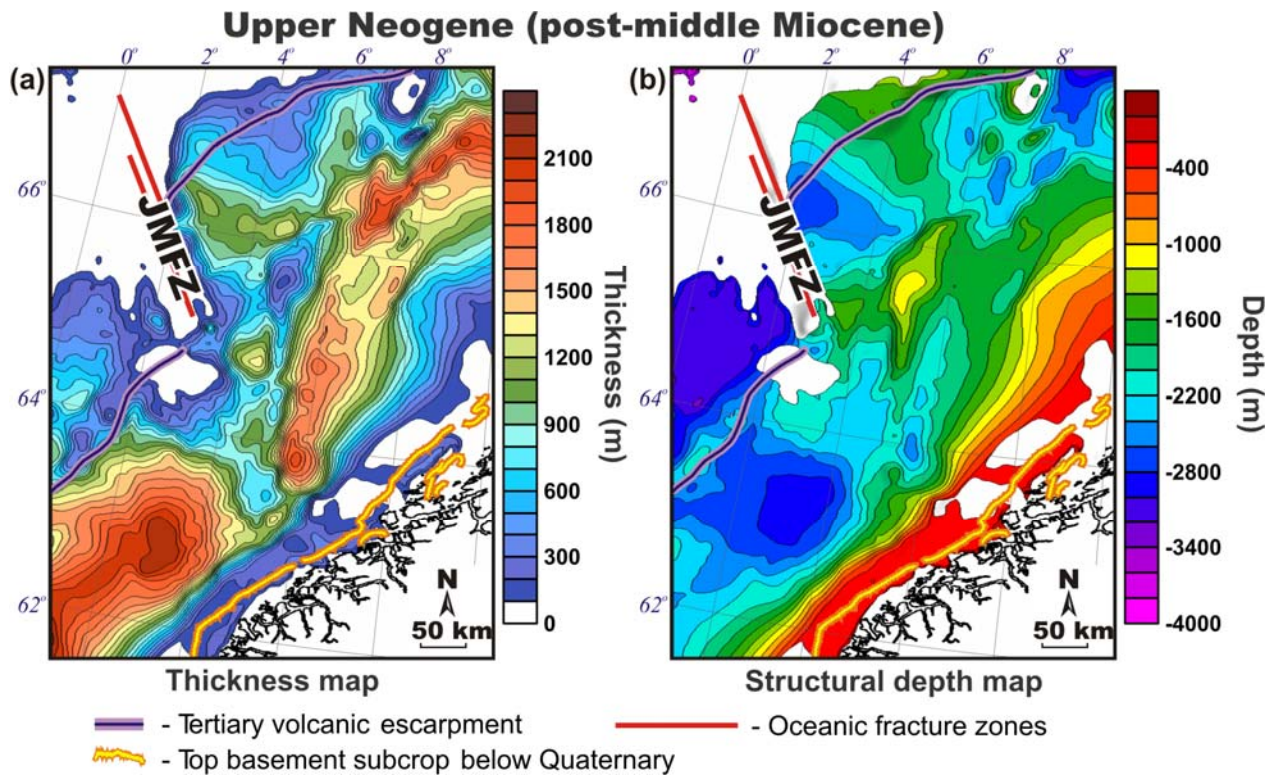 Upper Neogene (post-middle Miocene)
(a)
0° 2° 4° 6° 8°
66°
64°
62°
JMFZ
N
50 km
2100
1800
1500
1200
900
600
300
0
Thickness (m)
Thickness map
(b)
0° 2° 4° 6° 8°
66°
64°
62°
JMFZ
N
50 km
-400
-1000
-1600
-2200
-2800
-3400
-4000
Depth (m)
Structural depth map
- Tertiary volcanic escarpment
- Oceanic fracture zones
- Top basement subcrop below Quaternary